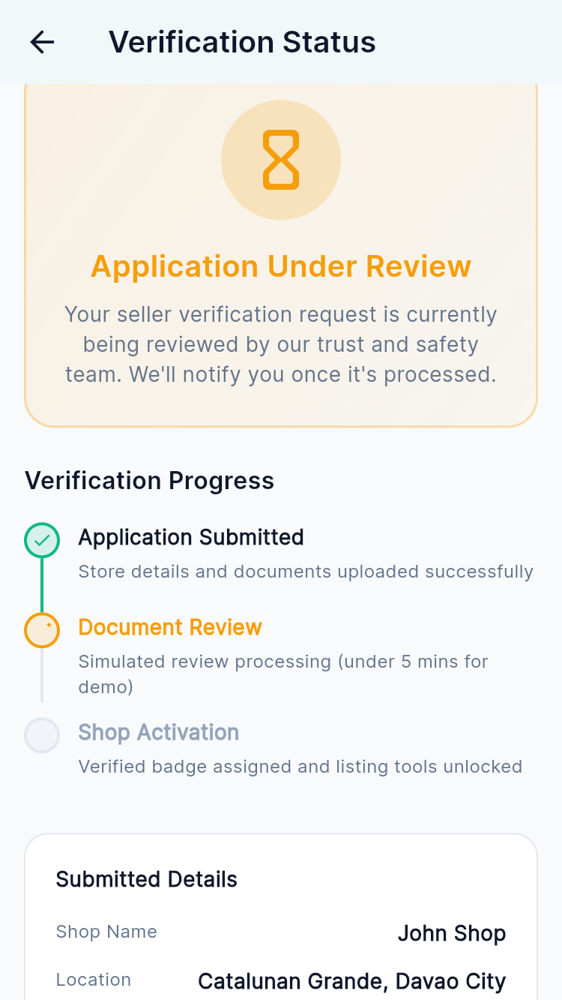 Verification Status
Application Under Review
Your seller verification request is currently
being reviewed by our trust and safety
team. We'll notify you once it's processed.
Verification Progress
Application Submitted
Store details and documents uploaded successfully
Document Review
Simulated review processing (under 5 mins for
demo)
Shop Activation
Verified badge assigned and listing tools unlocked
Submitted Details
Shop Name John Shop
Location Catalunan Grande, Davao City